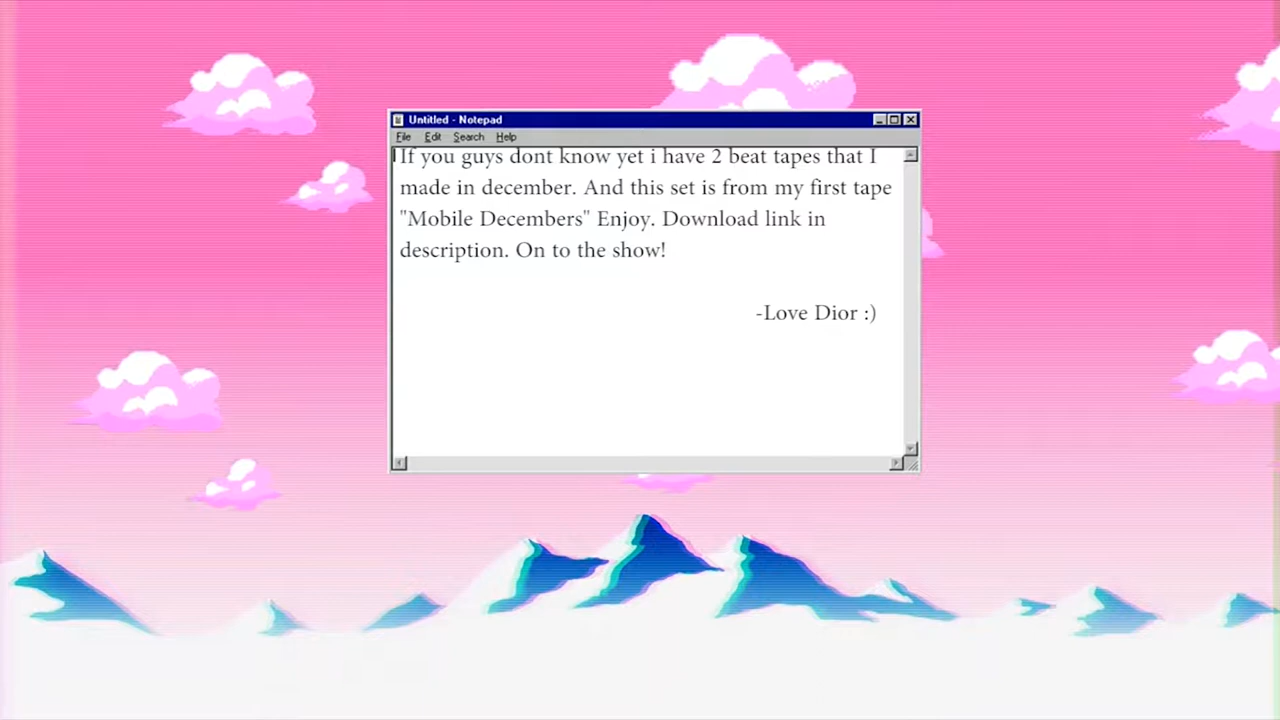 Untitled - Notepad
File Edit Search Help
If you guys dont know yet i have 2 beat tapes that I
made in december. And this set is from my first tape
"Mobile Decembers" Enjoy. Download link in
description. On to the show!
-Love Dior :)